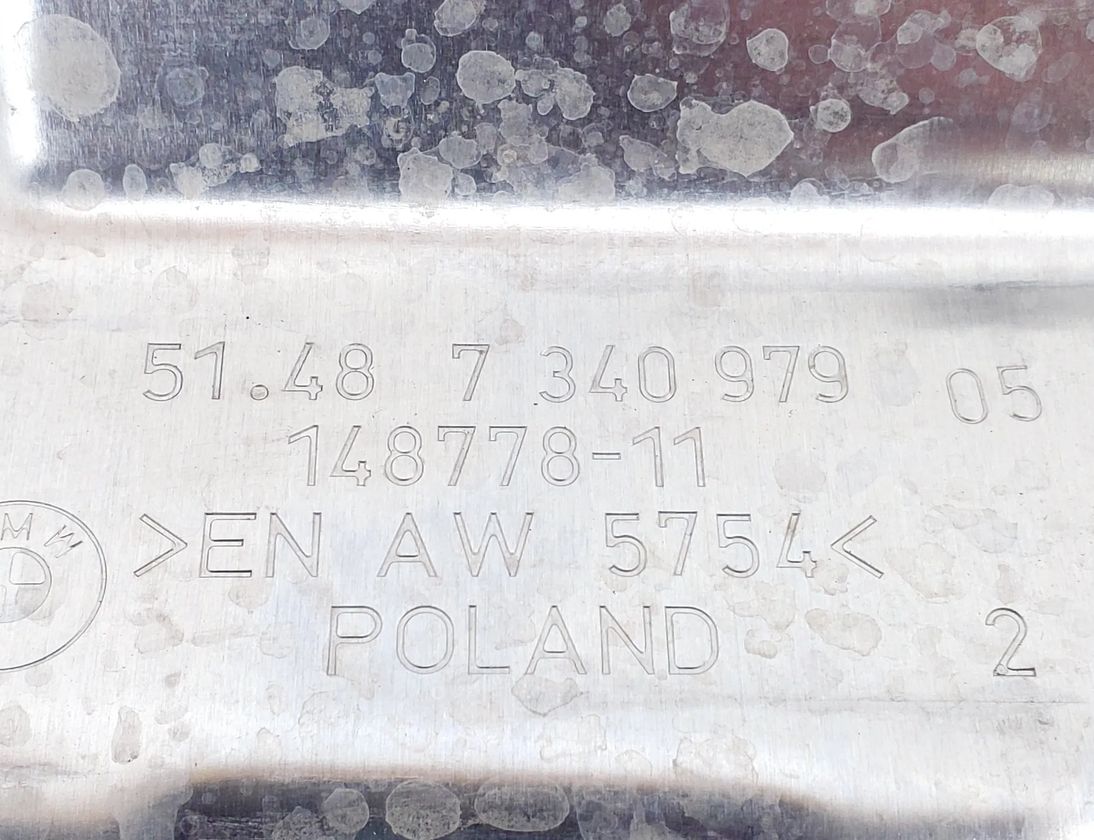 51.48 7 340 979 05
148778-11
BMW
>EN AW 5754<
POLAND 2